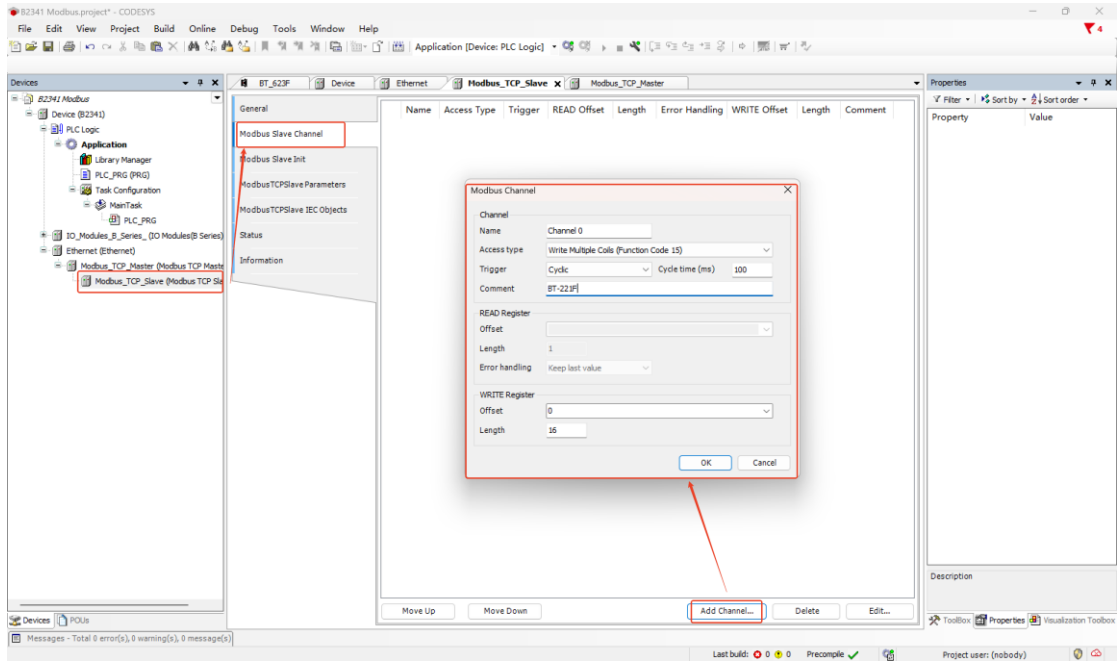 B2341 Modbus.project* - CODESYS
File Edit View Project Build Online Debug Tools Window Help
4
Application [Device: PLC Logic]
Devices
B2341 Modbus
Device (B2341)
PLC Logic
Application
Library Manager
PLC_PRG (PRG)
Task Configuration
MainTask
PLC_PRG
IO_Modules_B_Series_ (IO Modules(B Series)
Ethernet (Ethernet)
Modbus_TCP_Master (Modbus TCP Maste
Modbus_TCP_Slave (Modbus TCP Sla
Devices POUs
BT_623F Device Ethernet Modbus_TCP_Slave Modbus_TCP_Master
General
Modbus Slave Channel
Modbus Slave Init
ModbusTCPSlave Parameters
ModbusTCPSlave IEC Objects
Status
Information
Name Access Type Trigger READ Offset Length Error Handling WRITE Offset Length Comment
Modbus Channel
Channel
Name Channel 0
Access type Write Multiple Coils (Function Code 15)
Trigger Cyclic Cycle time (ms) 100
Comment BT-221F
READ Register
Offset
Length 1
Error handling Keep last value
WRITE Register
Offset 0
Length 16
OK Cancel
Move Up Move Down Add Channel... Delete Edit...
Properties
Filter Sort by Sort order
Property Value
Description
ToolBox Properties Visualization Toolbox
Messages - Total 0 error(s), 0 warning(s), 0 message(s)
Last build: 0 0 Precompile Project user: (nobody)